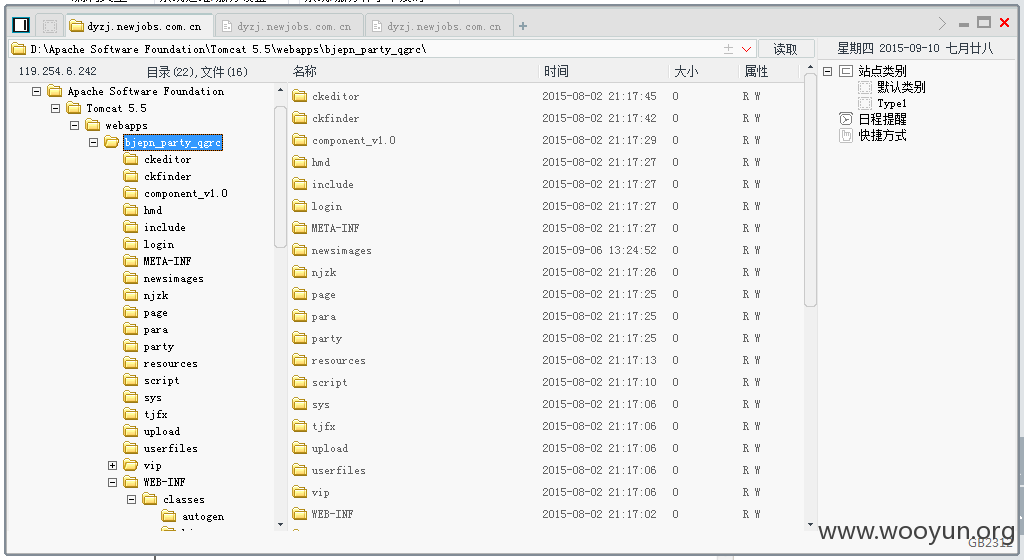 dyzj.newjobs.com.cn dyzj.newjobs.com.cn dyzj.newjobs.com.cn +
D:\Apache Software Foundation\Tomcat 5.5\webapps\bjepn_party_qgrc\ 读取 星期四 2015-09-10 七月廿八
119.254.6.242 目录(22),文件(16) 名称 时间 大小 属性
Apache Software Foundation
Tomcat 5.5
webapps
bjepn_party_qgrc
ckeditor
ckfinder
component_v1.0
hmd
include
login
META-INF
newsimages
njzk
page
para
party
resources
script
sys
tjfx
upload
userfiles
vip
WEB-INF
classes
autogen
ckeditor 2015-08-02 21:17:45 0 R W
ckfinder 2015-08-02 21:17:42 0 R W
component_v1.0 2015-08-02 21:17:29 0 R W
hmd 2015-08-02 21:17:27 0 R W
include 2015-08-02 21:17:27 0 R W
login 2015-08-02 21:17:27 0 R W
META-INF 2015-08-02 21:17:27 0 R W
newsimages 2015-09-06 13:24:52 0 R W
njzk 2015-08-02 21:17:26 0 R W
page 2015-08-02 21:17:25 0 R W
para 2015-08-02 21:17:25 0 R W
party 2015-08-02 21:17:25 0 R W
resources 2015-08-02 21:17:13 0 R W
script 2015-08-02 21:17:10 0 R W
sys 2015-08-02 21:17:06 0 R W
tjfx 2015-08-02 21:17:06 0 R W
upload 2015-08-02 21:17:06 0 R W
userfiles 2015-08-02 21:17:06 0 R W
vip 2015-08-02 21:17:06 0 R W
WEB-INF 2015-08-02 21:17:02 0 R W
站点类别
默认类别
Type1
日程提醒
快捷方式
www.wooyun.org
GB2312